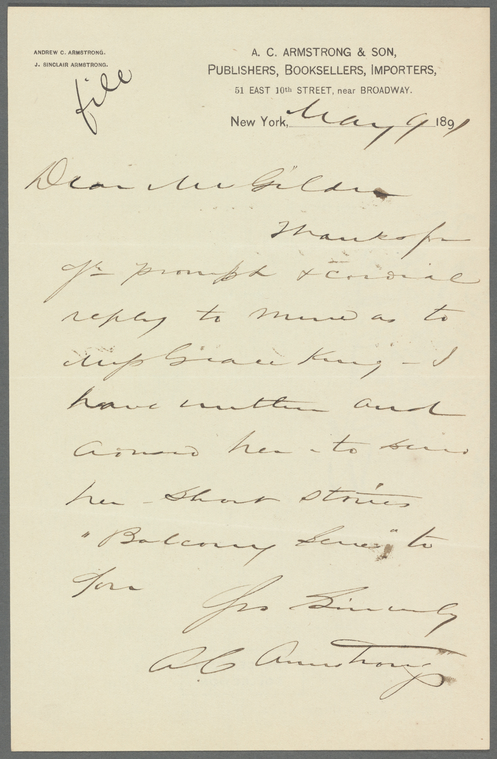 ANDREW C. ARMSTRONG.
J. SINCLAIR ARMSTRONG.
file
A. C. ARMSTRONG & SON,
PUBLISHERS, BOOKSELLERS, IMPORTERS,
51 EAST 10th STREET, near BROADWAY.
New York, May 9 1891
Dear Mr Gilder
Thanks for
yr prompt & cordial
reply to mine as to
Miss Grace King - I
have written and
her - to send
her - short stories
"Balcony Series" to
you
Yrs Sincerely
A C Armstrong